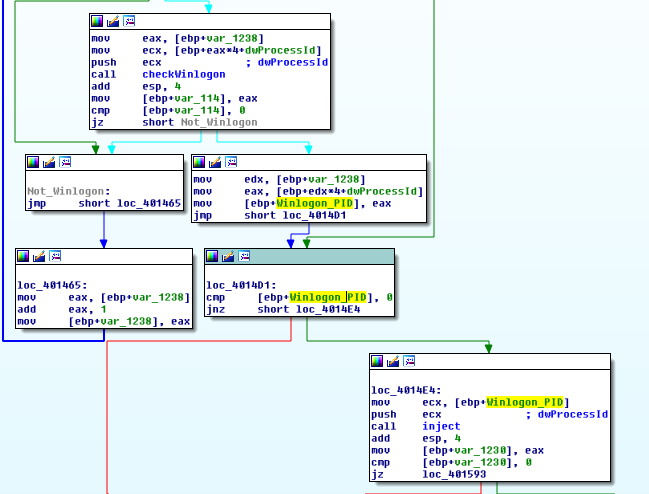 mov eax, [ebp+var_1238]
mov ecx, [ebp+eax*4+dwProcessId]
push ecx ; dwProcessId
call checkWinlogon
add esp, 4
mov [ebp+var_114], eax
cmp [ebp+var_114], 0
jz short Not_Winlogon
Not_Winlogon:
jmp short loc_401465
mov edx, [ebp+var_1238]
mov eax, [ebp+edx*4+dwProcessId]
mov [ebp+Winlogon_PID], eax
jmp short loc_4014D1
loc_401465:
mov eax, [ebp+var_1238]
add eax, 1
mov [ebp+var_1238], eax
loc_4014D1:
cmp [ebp+Winlogon_PID], 0
jnz short loc_4014E4
loc_4014E4:
mov ecx, [ebp+Winlogon_PID]
push ecx ; dwProcessId
call inject
add esp, 4
mov [ebp+var_1230], eax
cmp [ebp+var_1230], 0
jz loc_401593